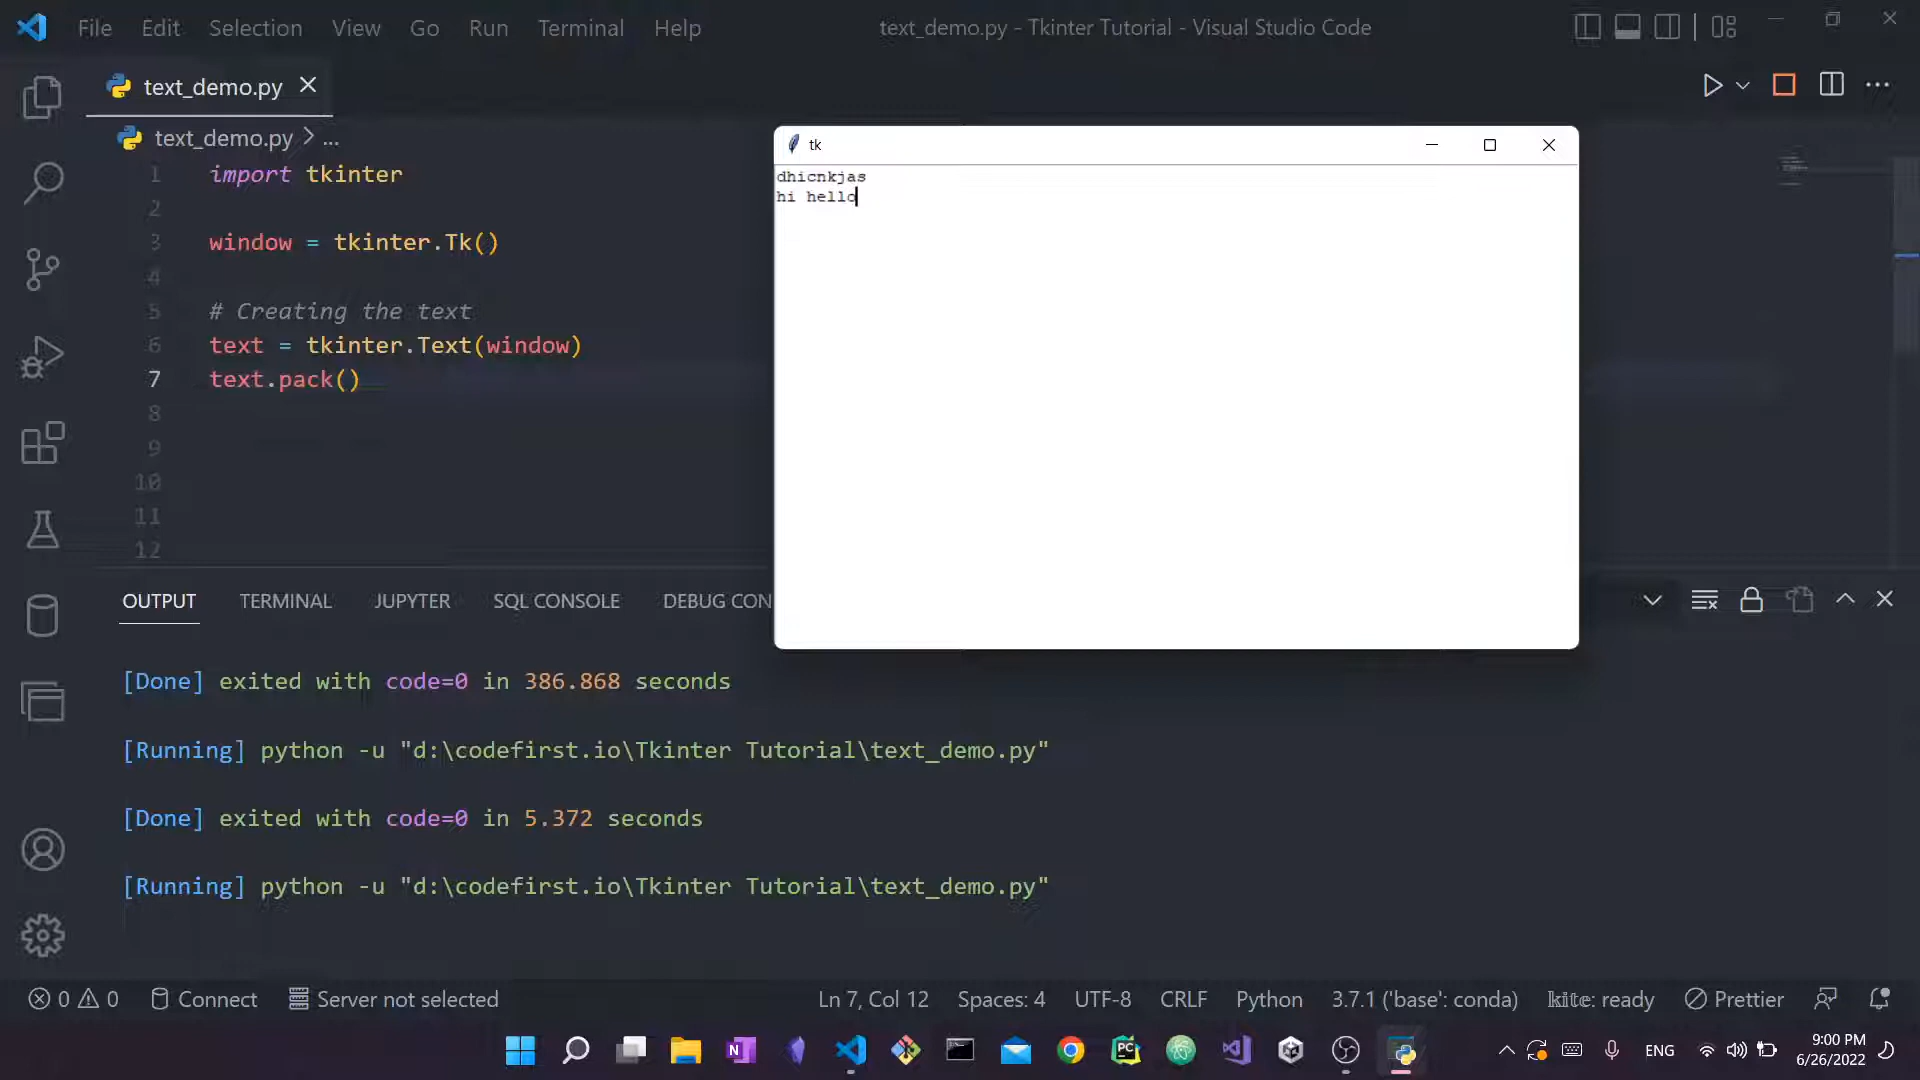 File Edit Selection View Go Run Terminal Help
text_demo.py - Tkinter Tutorial - Visual Studio Code
text_demo.py
text_demo.py > ...
1 import tkinter
2
3 window = tkinter.Tk()
4
5 # Creating the text
6 text = tkinter.Text(window)
7 text.pack()
8
9
10
11
12
tk
dhicnkjas
hi hello
OUTPUT TERMINAL JUPYTER SQL CONSOLE DEBUG CON
[Done] exited with code=0 in 386.868 seconds
[Running] python -u "d:\codefirst.io\Tkinter Tutorial\text_demo.py"
[Done] exited with code=0 in 5.372 seconds
[Running] python -u "d:\codefirst.io\Tkinter Tutorial\text_demo.py"
0 0 Connect Server not selected Ln 7, Col 12 Spaces: 4 UTF-8 CRLF Python 3.7.1 ('base': conda) kite: ready Prettier
ENG
9:00 PM
6/26/2022